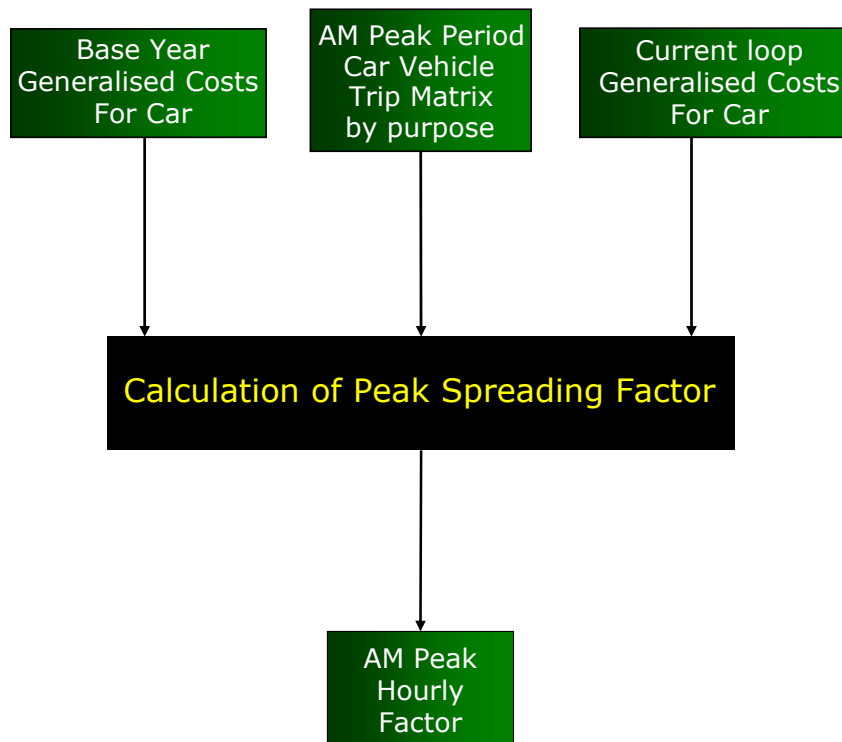 Base Year
Generalised Costs
For Car
AM Peak Period
Car Vehicle
Trip Matrix
by purpose
Current loop
Generalised Costs
For Car
Calculation of Peak Spreading Factor
AM Peak
Hourly
Factor